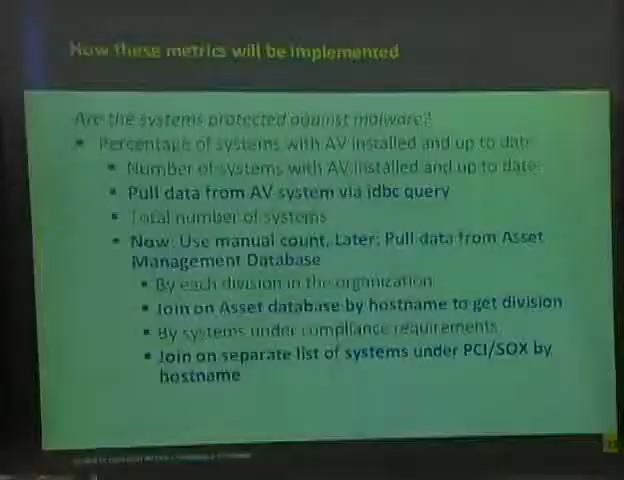 How these metrics will be implemented
Are the systems protected against malware?
• Percentage of systems with AV installed and up to date
• Number of systems with AV installed and up to date
• Pull data from AV system via jdbc query
• Total number of systems
• Now: Use manual count. Later: Pull data from Asset
Management Database
• By each division in the organization
• Join on Asset database by hostname to get division
• By systems under compliance requirements
• Join on separate list of systems under PCI/SOX by
hostname